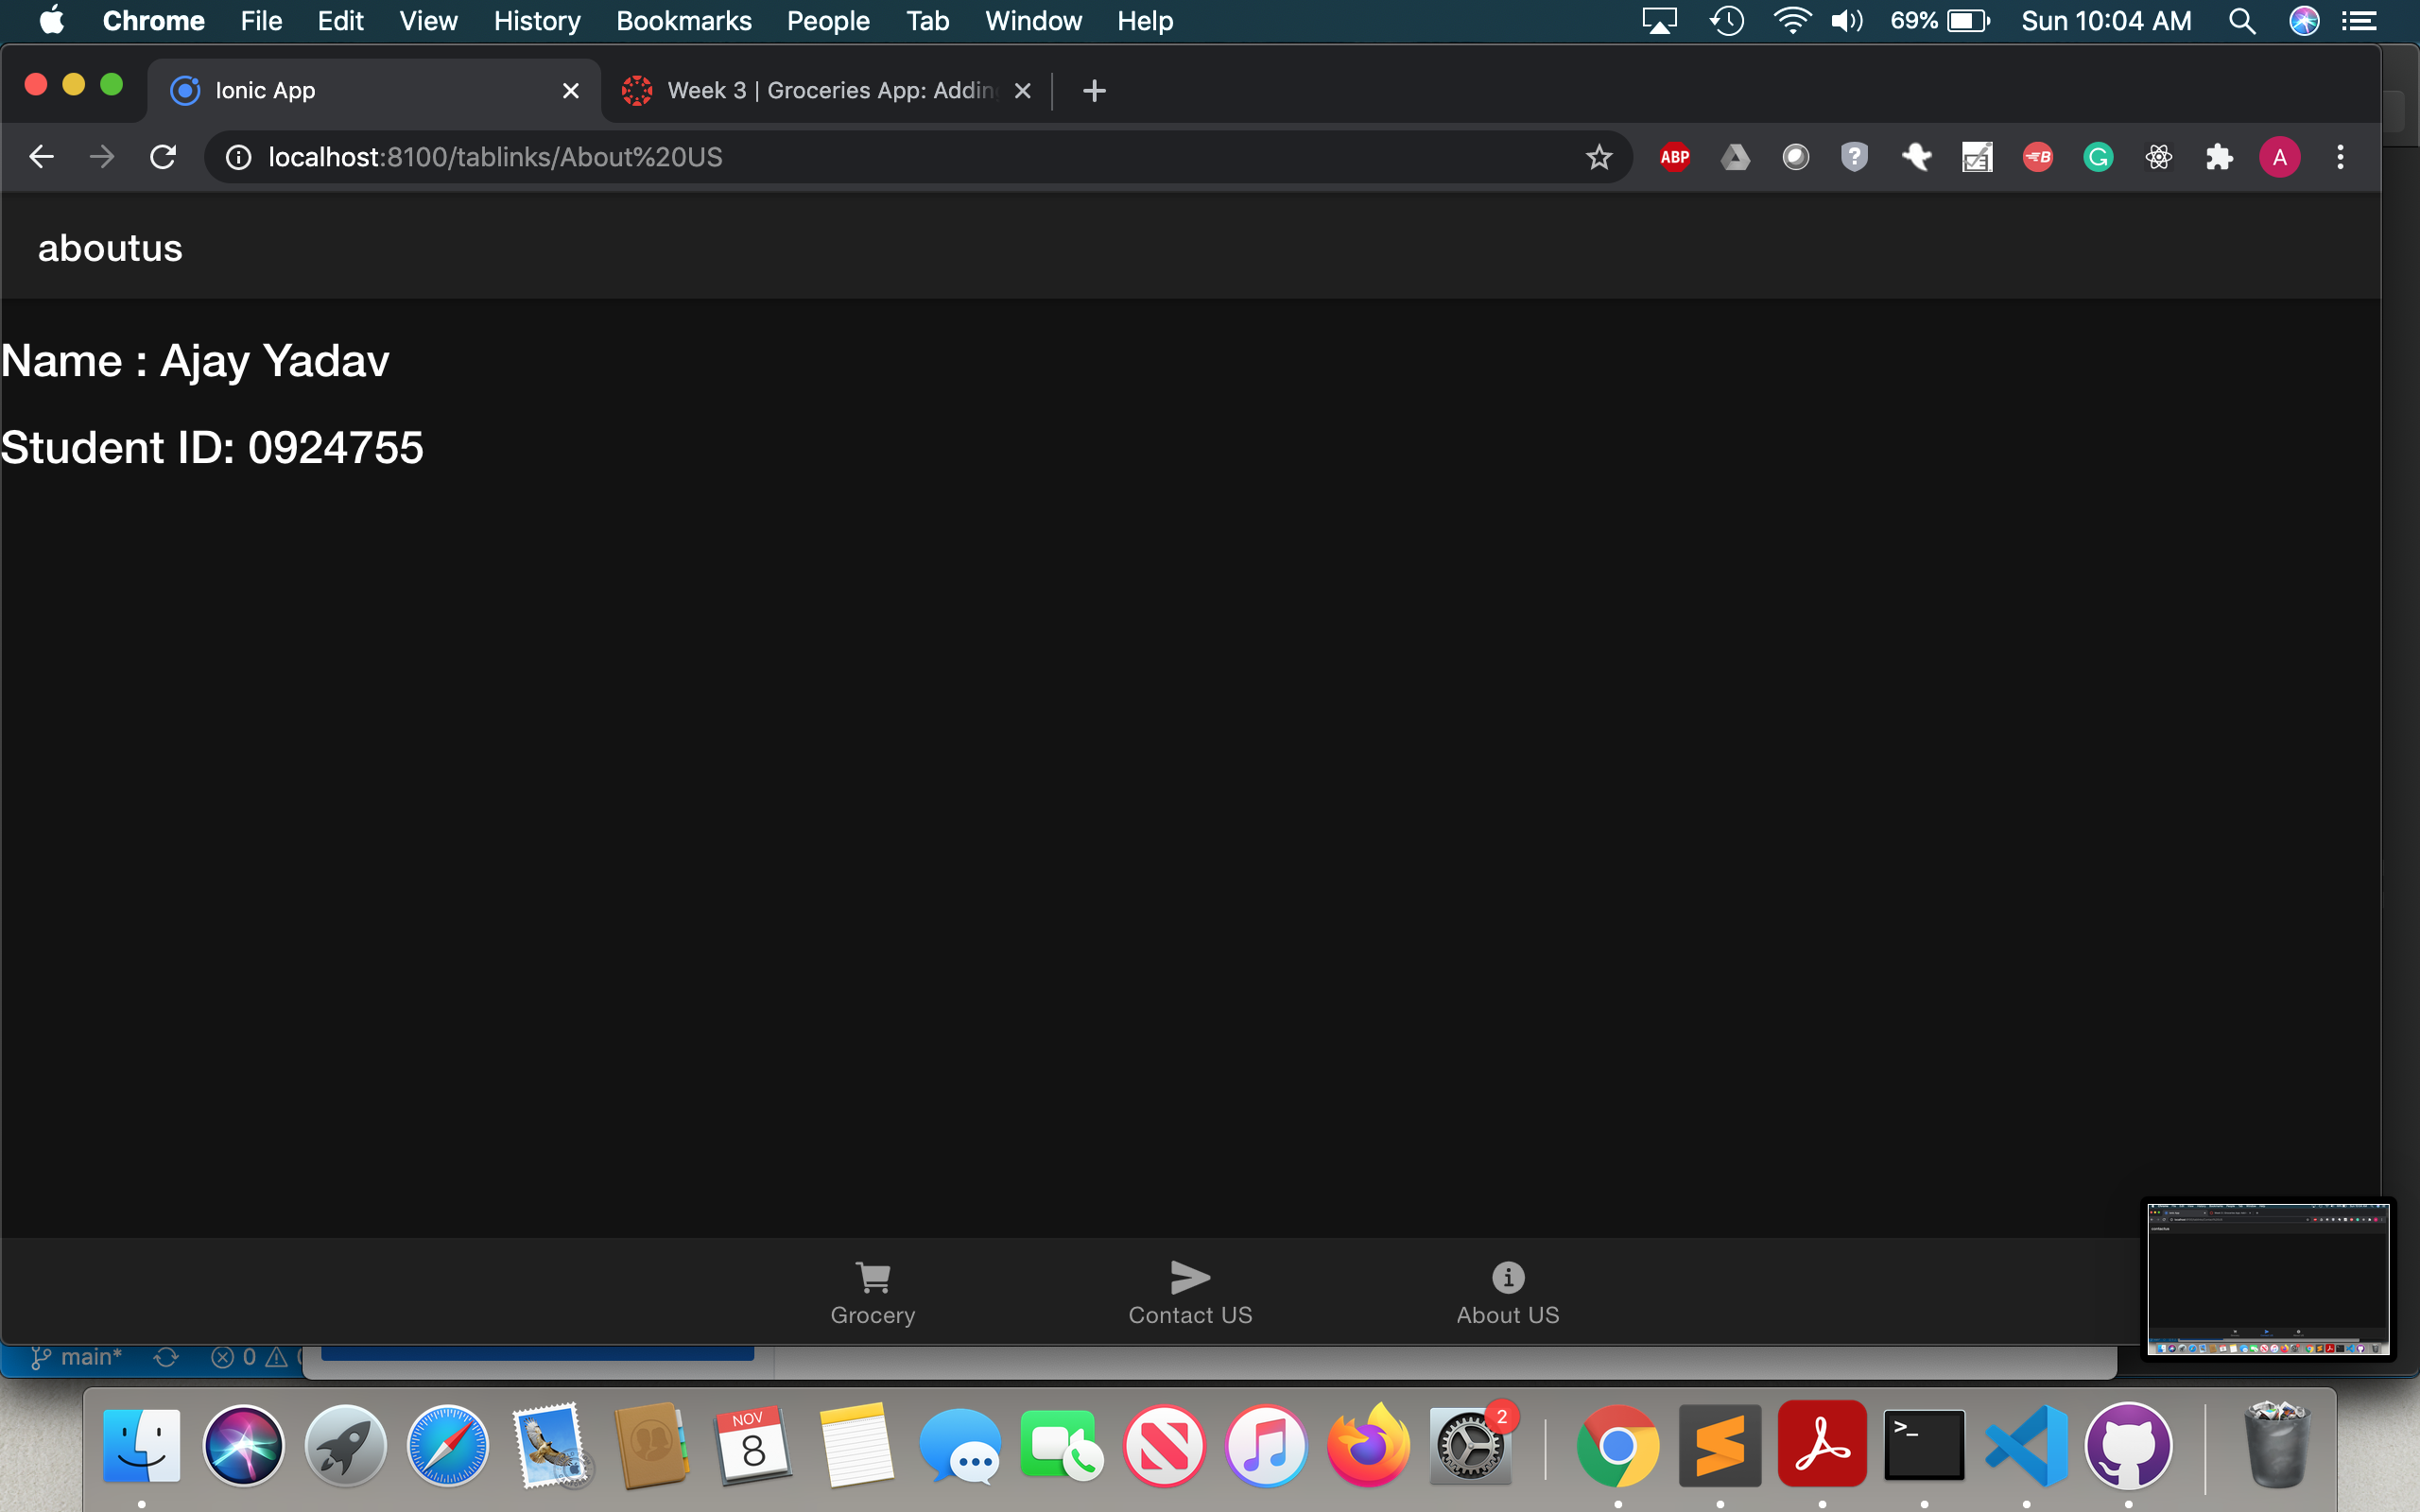 Chrome File Edit View History Bookmarks People Tab Window Help 69% Sun 10:04 AM
Ionic App Week 3 | Groceries App: Adding
localhost:8100/tablinks/About%20US ABP ? B G A
aboutus
Name : Ajay Yadav
Student ID: 0924755
Grocery Contact US About US
main* 0
NOV
8
2
>_